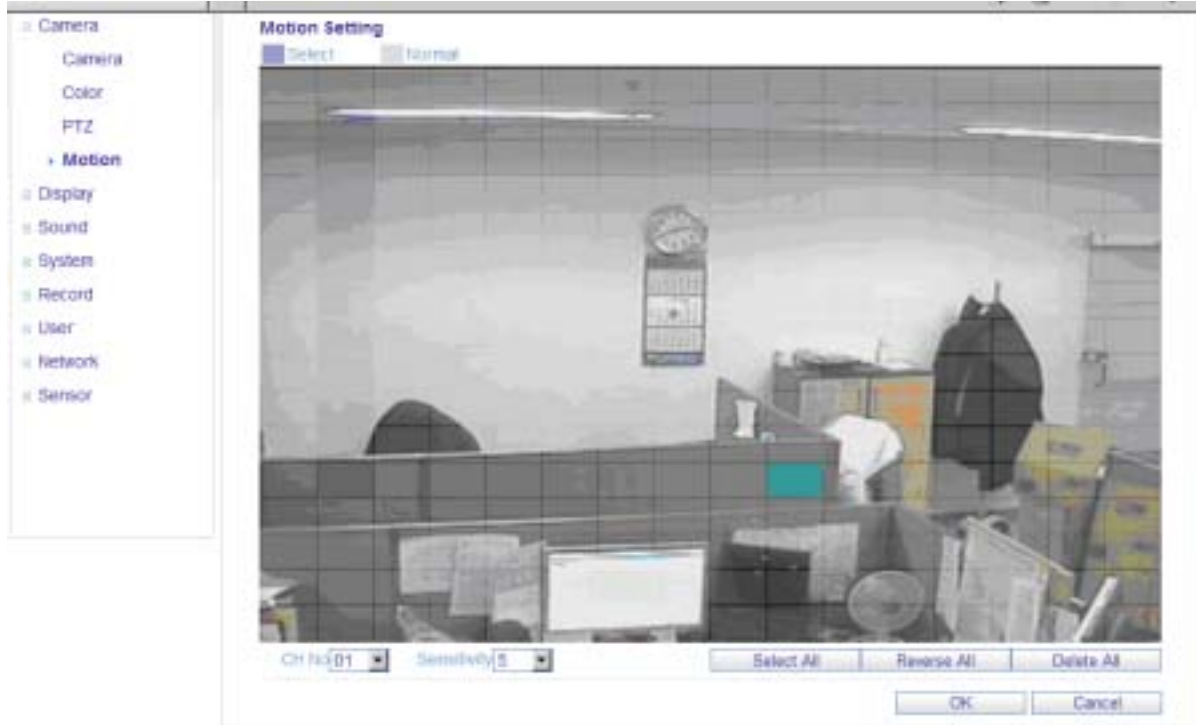 Camera
Camera
Color
PTZ
Motion
Display
Sound
System
Record
User
Network
Sensor
Motion Setting
Select Normal
CH No 01 Sensitivity 5 Select All Reverse All Delete All
OK Cancel